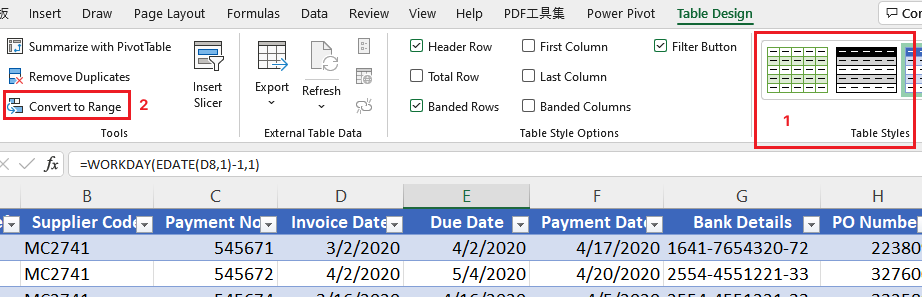 板 Insert Draw Page Layout Formulas Data Review View Help PDF工具集 Power Pivot Table Design Con
Summarize with PivotTable
Remove Duplicates
Convert to Range 2
Tools
Insert
Slicer
Export
Refresh
External Table Data
Header Row First Column Filter Button
Total Row Last Column
Banded Rows Banded Columns
Table Style Options
1
Table Styles
fx =WORKDAY(EDATE(D8,1)-1,1)
B C D E F G H
Supplier Code Payment No Invoice Date Due Date Payment Date Bank Details PO Numbe
MC2741 545671 3/2/2020 4/2/2020 4/17/2020 1641-7654320-72 22380
MC2741 545672 4/2/2020 5/4/2020 4/20/2020 2554-4551221-33 32760